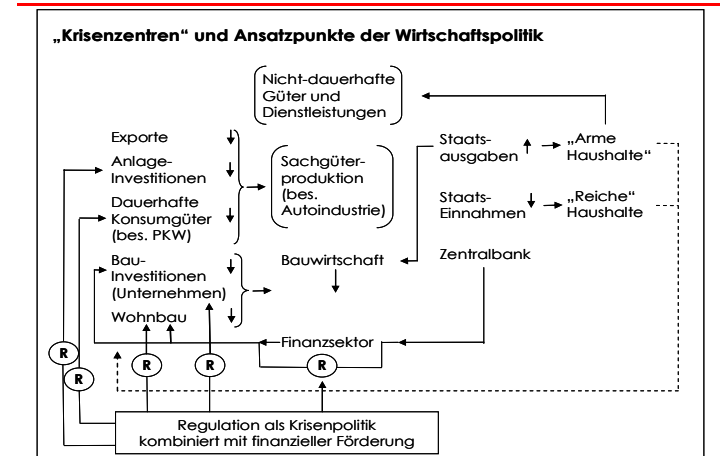 „Krisenzentren“ und Ansatzpunkte der Wirtschaftspolitik
Nicht-dauerhafte
Güter und
Dienstleistungen
Exporte
Anlage-
Investitionen
Dauerhafte
Konsumgüter
(bes. PKW)
Sachgüter-
produktion
(bes.
Autoindustrie)
Staats-
ausgaben
„Arme
Haushalte“
Staats-
Einnahmen
„Reiche“
Haushalte
Bau-
Investitionen
(Unternehmen)
Wohnbau
Bauwirtschaft
Zentralbank
Finanzsektor
R
R
R
R
R
Regulation als Krisenpolitik
kombiniert mit finanzieller Förderung